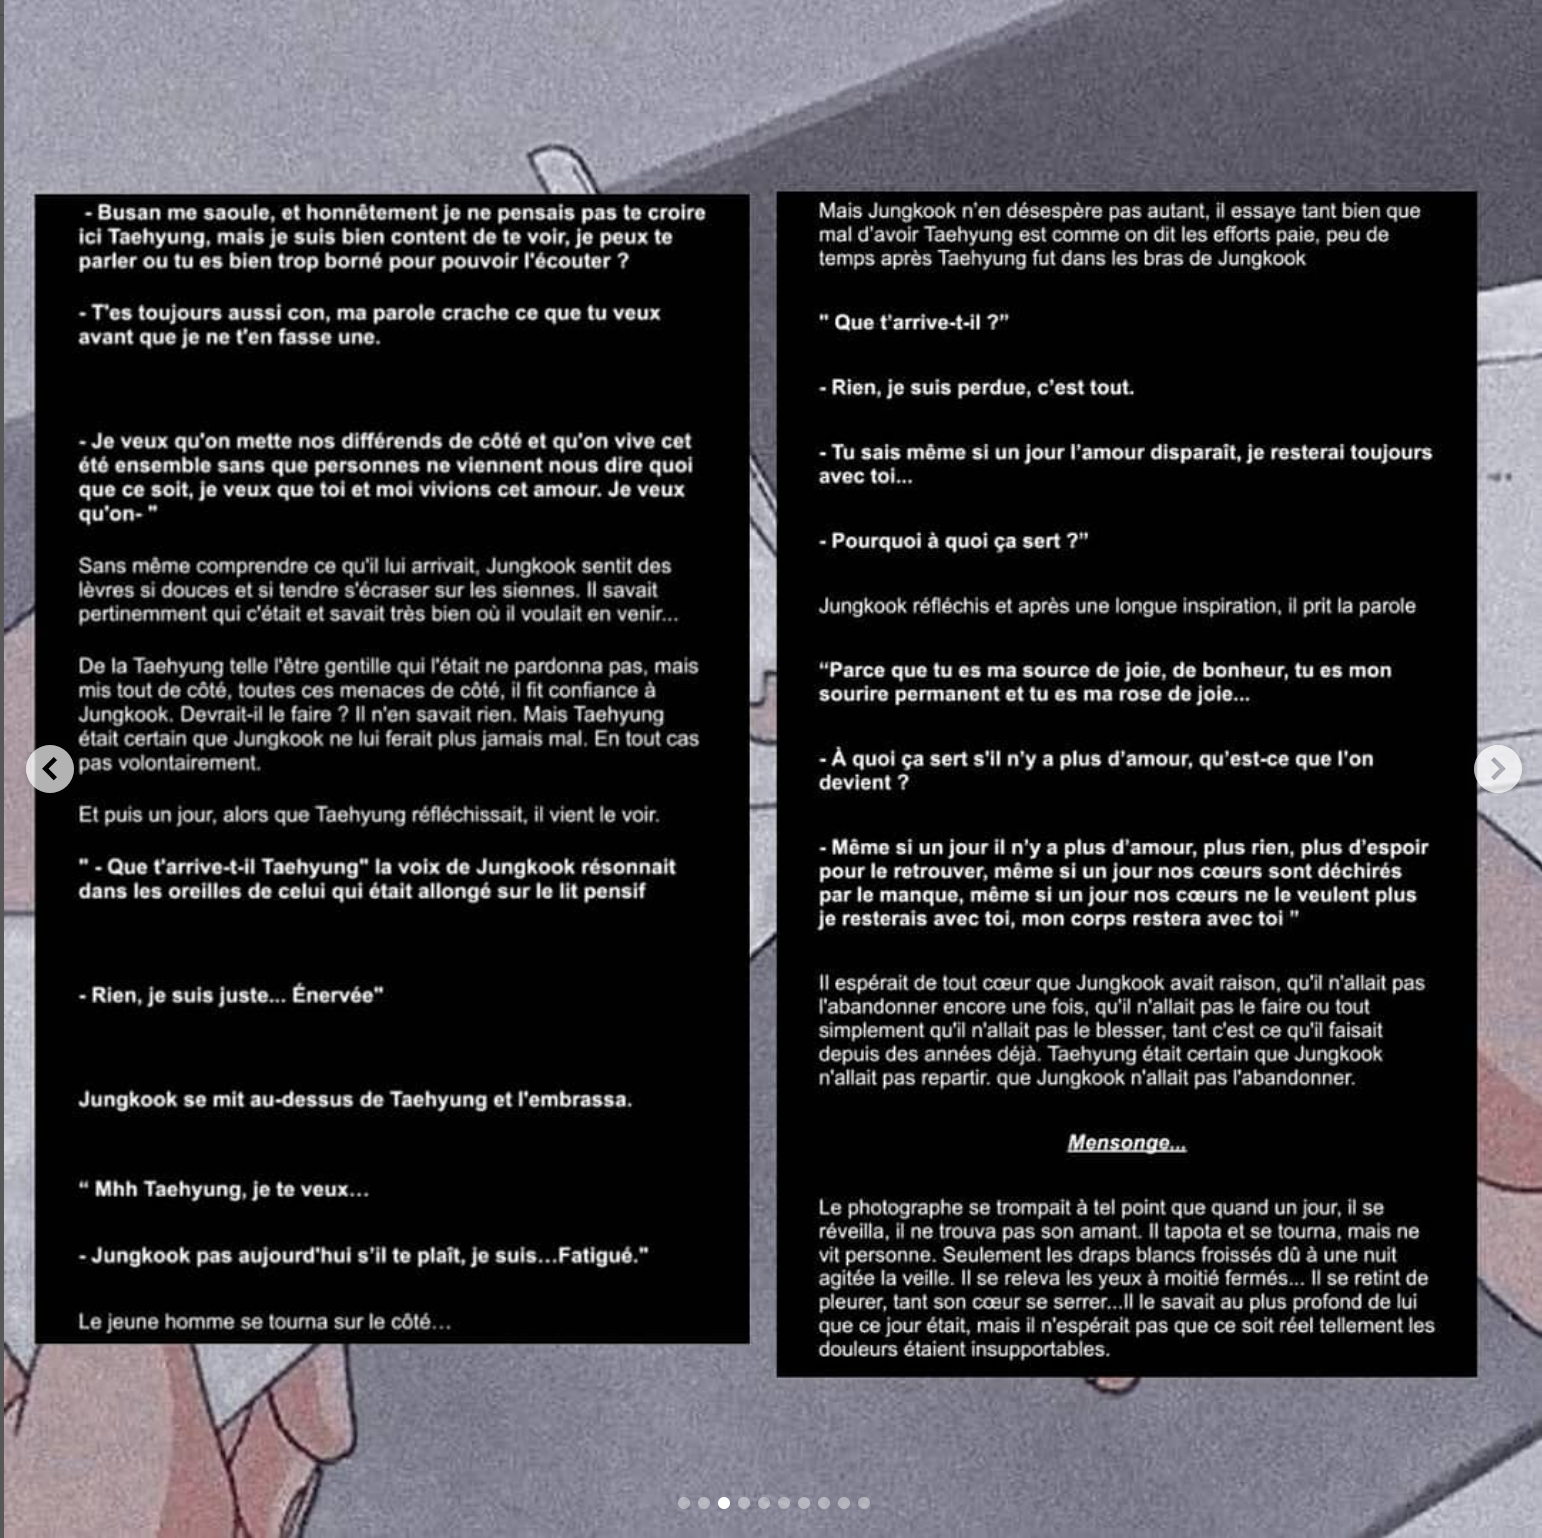 - Busan me saoule, et honnêtement je ne pensais pas te croire
ici Taehyung, mais je suis bien content de te voir, je peux te
parler ou tu es bien trop borné pour pouvoir l'écouter ?
- T'es toujours aussi con, ma parole crache ce que tu veux
avant que je ne t'en fasse une.
- Je veux qu'on mette nos différends de côté et qu'on vive cet
été ensemble sans que personnes ne viennent nous dire quoi
que ce soit, je veux que toi et moi vivions cet amour. Je veux
qu'on- "
Sans même comprendre ce qu'il lui arrivait, Jungkook sentit des
lèvres si douces et si tendre s'écraser sur les siennes. Il savait
pertinemment qui c'était et savait très bien où il voulait en venir...
De la Taehyung telle l'être gentille qui l'était ne pardonna pas, mais
mis tout de côté, toutes ces menaces de côté, il fit confiance à
Jungkook. Devrait-il le faire ? Il n'en savait rien. Mais Taehyung
était certain que Jungkook ne lui ferait plus jamais mal. En tout cas
pas volontairement.
Et puis un jour, alors que Taehyung réfléchissait, il vient le voir.
" - Que t'arrive-t-il Taehyung" la voix de Jungkook résonnait
dans les oreilles de celui qui était allongé sur le lit pensif
- Rien, je suis juste... Énervée"
Jungkook se mit au-dessus de Taehyung et l'embrassa.
“ Mhh Taehyung, je te veux…
- Jungkook pas aujourd'hui s’il te plaît, je suis…Fatigué."
Le jeune homme se tourna sur le côté…
Mais Jungkook n’en désespère pas autant, il essaye tant bien que
mal d’avoir Taehyung est comme on dit les efforts paie, peu de
temps après Taehyung fut dans les bras de Jungkook
" Que t’arrive-t-il ?”
- Rien, je suis perdue, c’est tout.
- Tu sais même si un jour l’amour disparaît, je resterai toujours
avec toi...
- Pourquoi à quoi ça sert ?”
Jungkook réfléchis et après une longue inspiration, il prit la parole
“Parce que tu es ma source de joie, de bonheur, tu es mon
sourire permanent et tu es ma rose de joie...
- À quoi ça sert s’il n’y a plus d’amour, qu’est-ce que l’on
devient ?
- Même si un jour il n’y a plus d’amour, plus rien, plus d’espoir
pour le retrouver, même si un jour nos cœurs sont déchirés
par le manque, même si un jour nos cœurs ne le veulent plus
je resterais avec toi, mon corps restera avec toi ”
Il espérait de tout cœur que Jungkook avait raison, qu'il n'allait pas
l'abandonner encore une fois, qu'il n'allait pas le faire ou tout
simplement qu'il n'allait pas le blesser, tant c'est ce qu'il faisait
depuis des années déjà. Taehyung était certain que Jungkook
n'allait pas repartir. que Jungkook n'allait pas l'abandonner.
Mensonge...
Le photographe se trompait à tel point que quand un jour, il se
réveilla, il ne trouva pas son amant. Il tapota et se tourna, mais ne
vit personne. Seulement les draps blancs froissés dû à une nuit
agitée la veille. Il se releva les yeux à moitié fermés... Il se retint de
pleurer, tant son cœur se serrer...Il le savait au plus profond de lui
que ce jour était, mais il n'espérait pas que ce soit réel tellement les
douleurs étaient insupportables.